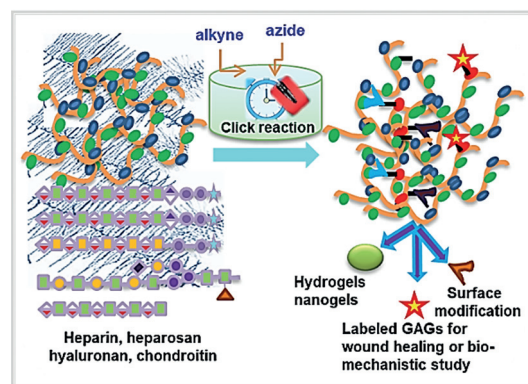 alkyne
azide
Click reaction
Heparin, heparosan
hyaluronan, chondroitin
Hydrogels
nanogels
Surface
modification
Labeled GAGs for
wound healing or bio-
mechanistic study